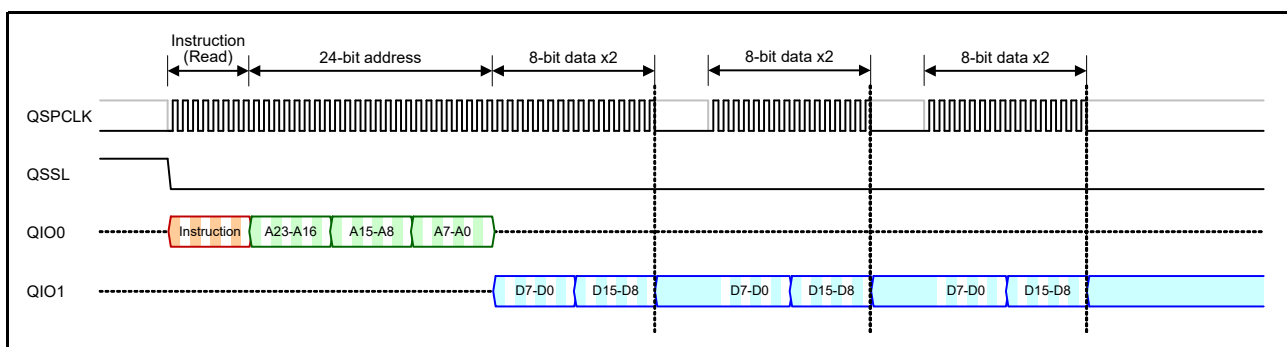 Instruction
(Read)
24-bit address
8-bit data x2
8-bit data x2
8-bit data x2
QSPCLK
QSSL
QIO0
Instruction
A23-A16
A15-A8
A7-A0
QIO1
D7-D0
D15-D8
D7-D0
D15-D8
D7-D0
D15-D8